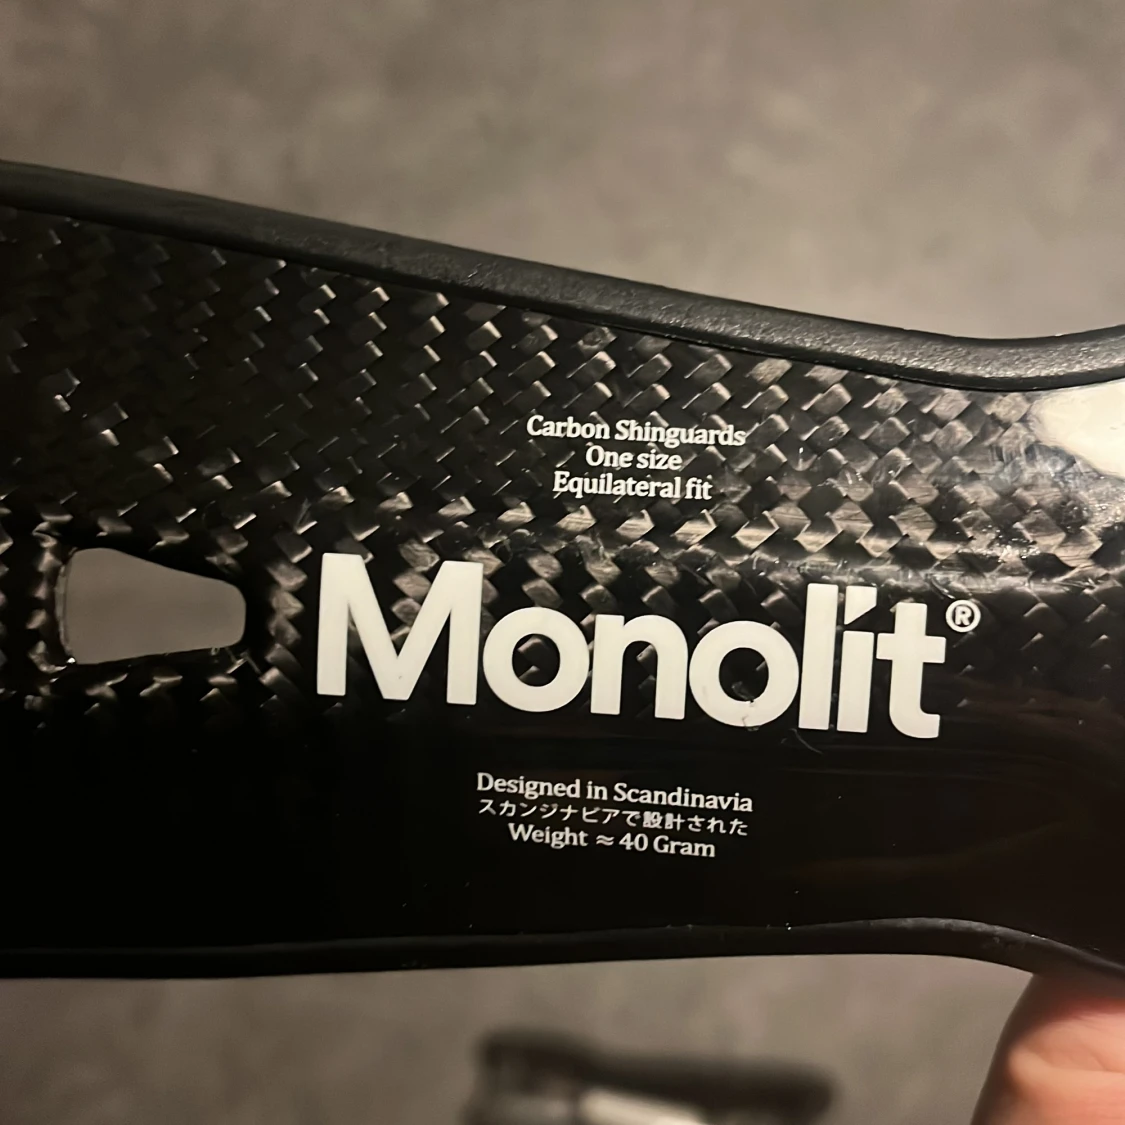 Carbon Shinguards
One size
Equilateral fit
Monolít®
Designed in Scandinavia
スカンジナビアで設計された
Weight ≈ 40 Gram